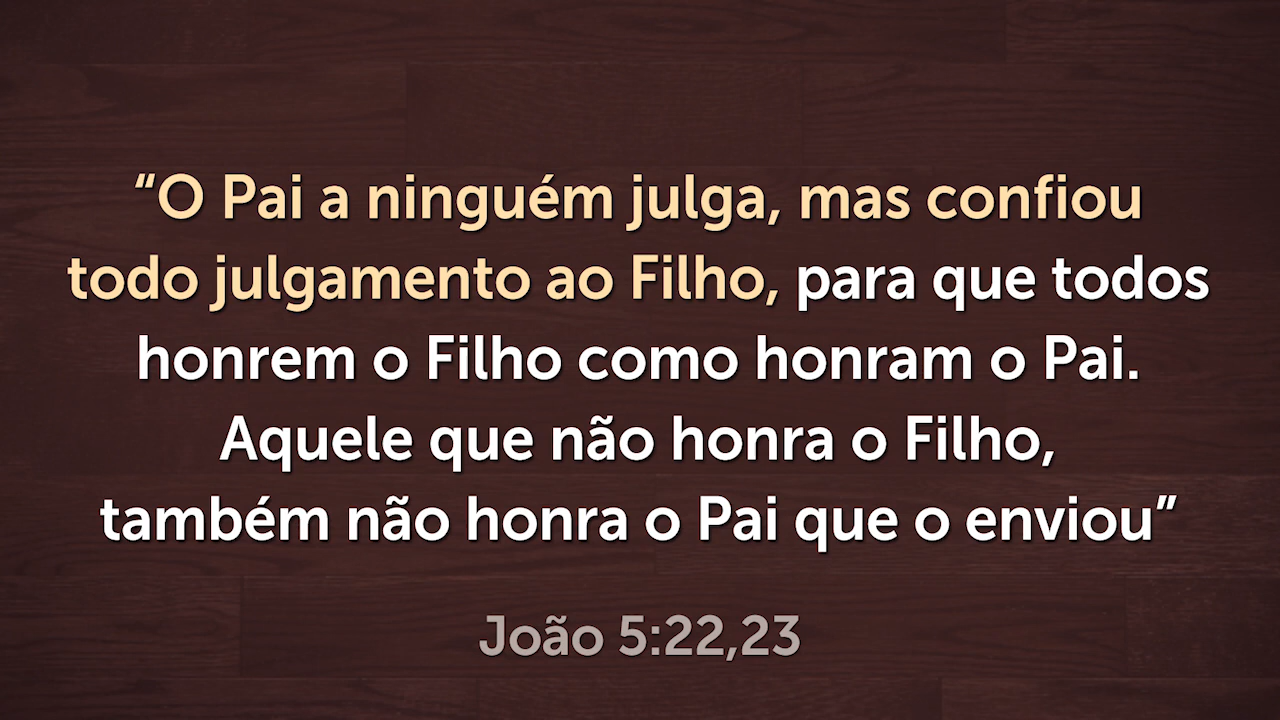 “O Pai a ninguém julga, mas confiou
todo julgamento ao Filho, para que todos
honrem o Filho como honram o Pai.
Aquele que não honra o Filho,
também não honra o Pai que o enviou”
João 5:22,23